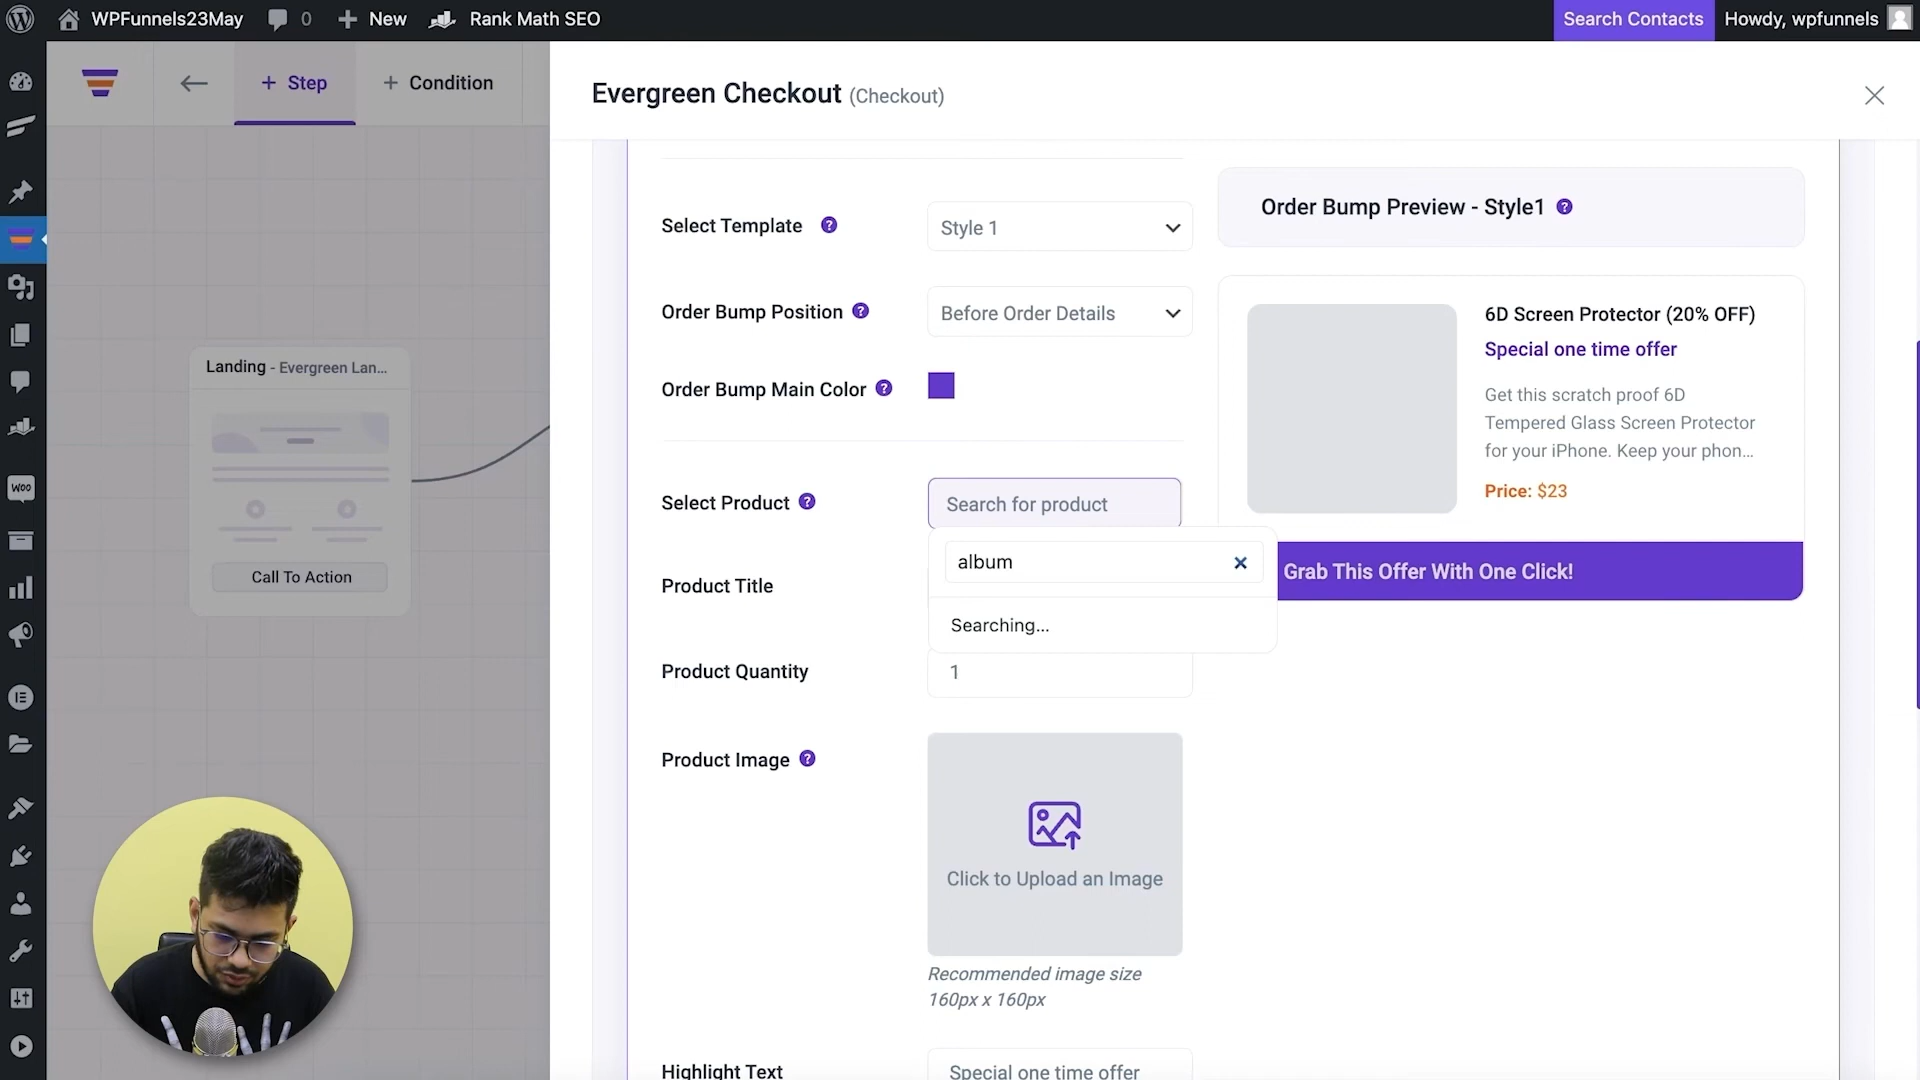 WPFunnels23May
0
New
Rank Math SEO
Search Contacts
Howdy, wpfunnels
+ Step
+ Condition
Evergreen Checkout (Checkout)
Select Template ?
Style 1
Order Bump Preview - Style1 ?
Order Bump Position ?
Before Order Details
Order Bump Main Color ?
6D Screen Protector (20% OFF)
Special one time offer
Get this scratch proof 6D
Tempered Glass Screen Protector
for your iPhone. Keep your phon...
Price: $23
Grab This Offer With One Click!
Landing - Evergreen Lan...
Call To Action
Select Product ?
Search for product
album
Searching...
Product Title
Product Quantity
1
Product Image ?
Click to Upload an Image
Recommended image size
160px x 160px
Highlight Text
Special one time offer
WOO